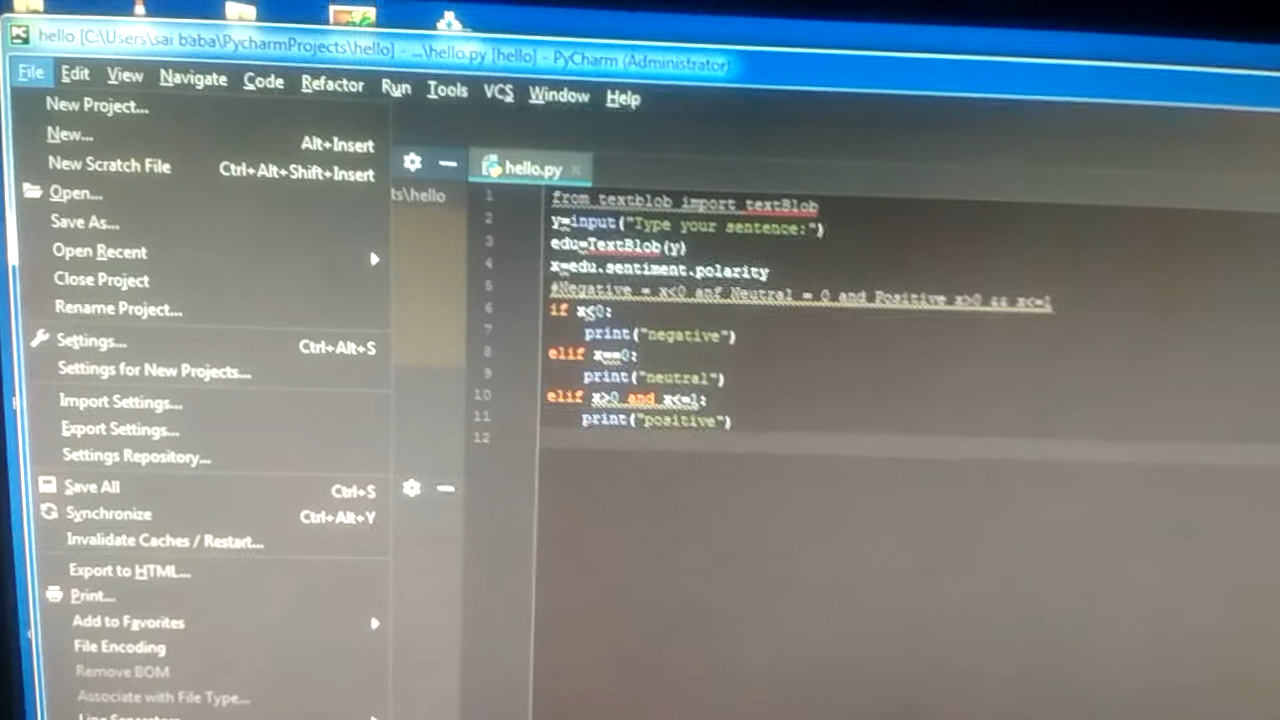 hello [C:\Users\sai baba\PycharmProjects\hello] - ...\hello.py [hello] - PyCharm (Administrator)
File Edit View Navigate Code Refactor Run Tools VCS Window Help
New Project...
New... Alt+Insert
New Scratch File Ctrl+Alt+Shift+Insert
Open...
Save As...
Open Recent
Close Project
Rename Project...
Settings... Ctrl+Alt+S
Settings for New Projects...
Import Settings...
Export Settings...
Settings Repository...
Save All Ctrl+S
Synchronize Ctrl+Alt+Y
Invalidate Caches / Restart...
Export to HTML...
Print...
Add to Favorites
File Encoding
Remove BOM
Associate with File Type...
Line Separators
ts\hello
hello.py
1 from textblob import textBlob
2 y=input("Type your sentence:")
3 edu=TextBlob(y)
4 x=edu.sentiment.polarity
5 #Negative = x<0 anf Neutral = 0 and Positive x>0 && x<=1
6 if x<0:
7 print("negative")
8 elif x==0:
9 print("neutral")
10 elif x>0 and x<=1:
11 print("positive")
12